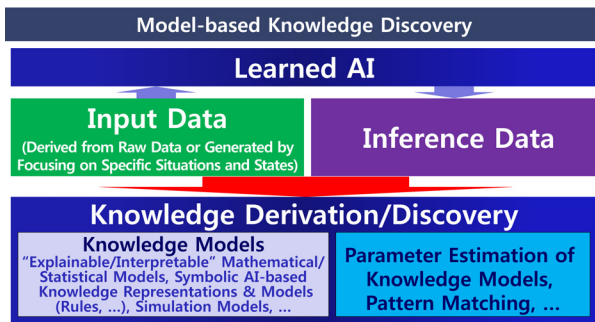 Model-based Knowledge Discovery
Learned AI
Input Data
(Derived from Raw Data or Generated by
Focusing on Specific Situations and States)
Inference Data
Knowledge Derivation/Discovery
Knowledge Models
“Explainable/Interpretable” Mathematical/
Statistical Models, Symbolic AI-based
Knowledge Representations & Models
(Rules, ...), Simulation Models, ...
Parameter Estimation of
Knowledge Models,
Pattern Matching, ...